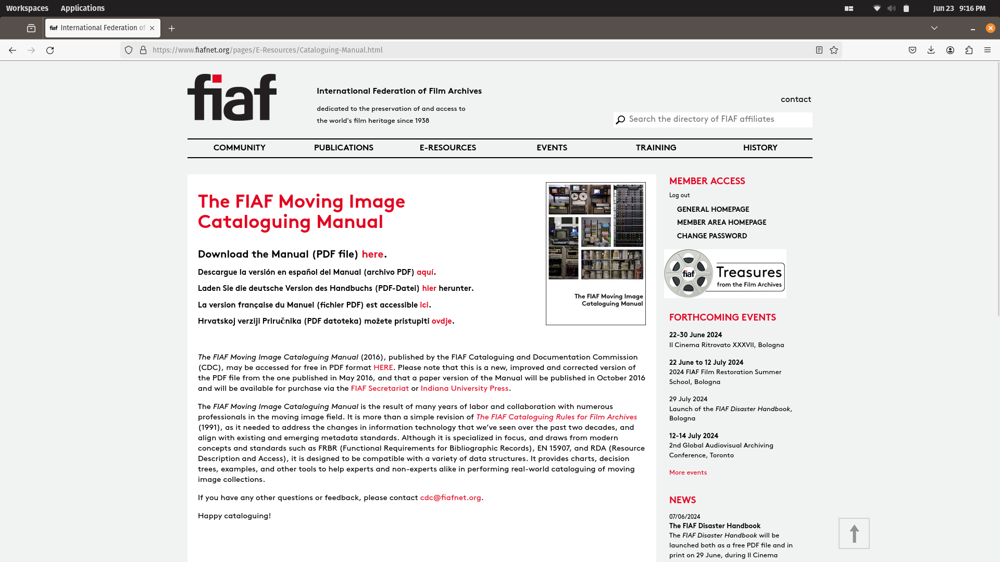 Workspaces Applications Jun 23 9:16 PM
fiaf International Federation of
https://www.fiafnet.org/pages/E-Resources/Cataloguing-Manual.html
fiaf
International Federation of Film Archives
dedicated to the preservation of and access to
the world's film heritage since 1938
contact
Search the directory of FIAF affiliates
COMMUNITY PUBLICATIONS E-RESOURCES EVENTS TRAINING HISTORY
The FIAF Moving Image
Cataloguing Manual
Download the Manual (PDF file) here.
Descargue la versión en español del Manual (archivo PDF) aquí.
Laden Sie die deutsche Version des Handbuchs (PDF-Datei) hier herunter.
La version française du Manuel (fichier PDF) est accessible ici.
Hrvatskoj verziji Priručnika (PDF datoteka) možete pristupiti ovdje.
The FIAF Moving Image
Cataloguing Manual
The FIAF Moving Image Cataloguing Manual (2016), published by the FIAF Cataloguing and Documentation Commission
(CDC), may be accessed for free in PDF format HERE. Please note that this is a new, improved and corrected version of
the PDF file from the one published in May 2016, and that a paper version of the Manual will be published in October 2016
and will be available for purchase via the FIAF Secretariat or Indiana University Press.
The FIAF Moving Image Cataloguing Manual is the result of many years of labor and collaboration with numerous
professionals in the moving image field. It is more than a simple revision of The FIAF Cataloguing Rules for Film Archives
(1991), as it needed to address the changes in information technology that we've seen over the past two decades, and
align with existing and emerging metadata standards. Although it is specialized in focus, and draws from modern
concepts and standards such as FRBR (Functional Requirements for Bibliographic Records), EN 15907, and RDA (Resource
Description and Access), it is designed to be compatible with a variety of data structures. It provides charts, decision
trees, examples, and other tools to help experts and non-experts alike in performing real-world cataloguing of moving
image collections.
If you have any other questions or feedback, please contact cdc@fiafnet.org.
Happy cataloguing!
MEMBER ACCESS
Log out
GENERAL HOMEPAGE
MEMBER AREA HOMEPAGE
CHANGE PASSWORD
fiaf Treasures
from the Film Archives
FORTHCOMING EVENTS
22-30 June 2024
Il Cinema Ritrovato XXXVII, Bologna
22 June to 12 July 2024
2024 FIAF Film Restoration Summer
School, Bologna
29 July 2024
Launch of the FIAF Disaster Handbook,
Bologna
12-14 July 2024
2nd Global Audiovisual Archiving
Conference, Toronto
More events
NEWS
07/06/2024
The FIAF Disaster Handbook
The FIAF Disaster Handbook will be
launched both as a free PDF file and in
print on 29 June, during Il Cinema